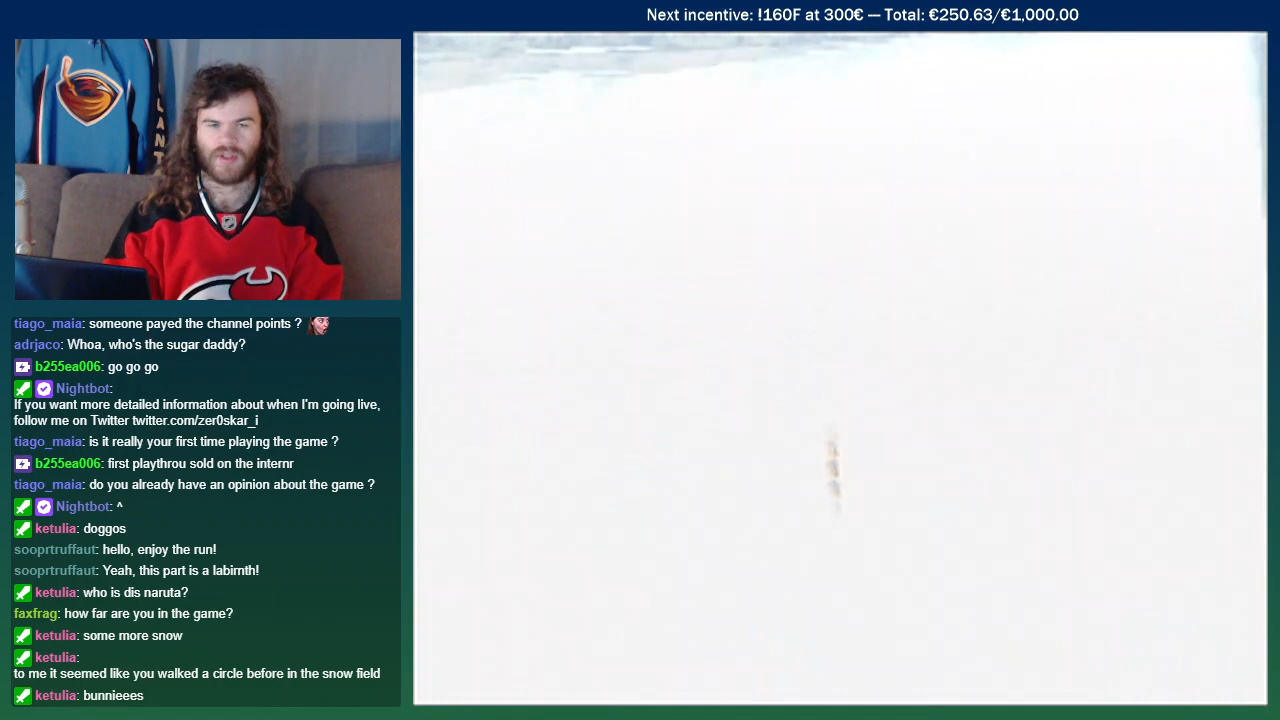 Next incentive: !160F at 300€ — Total: €250.63/€1,000.00
tiago_maia: someone payed the channel points ?
adrjaco: Whoa, who's the sugar daddy?
b255ea006: go go go
Nightbot:
If you want more detailed information about when I'm going live,
follow me on Twitter twitter.com/zer0skar_i
tiago_maia: is it really your first time playing the game ?
b255ea006: first playthrou sold on the internr
tiago_maia: do you already have an opinion about the game ?
Nightbot: ^
ketulia: doggos
sooprtruffaut: hello, enjoy the run!
sooprtruffaut: Yeah, this part is a labirnth!
ketulia: who is dis naruta?
faxfrag: how far are you in the game?
ketulia: some more snow
ketulia:
to me it seemed like you walked a circle before in the snow field
ketulia: bunnieees